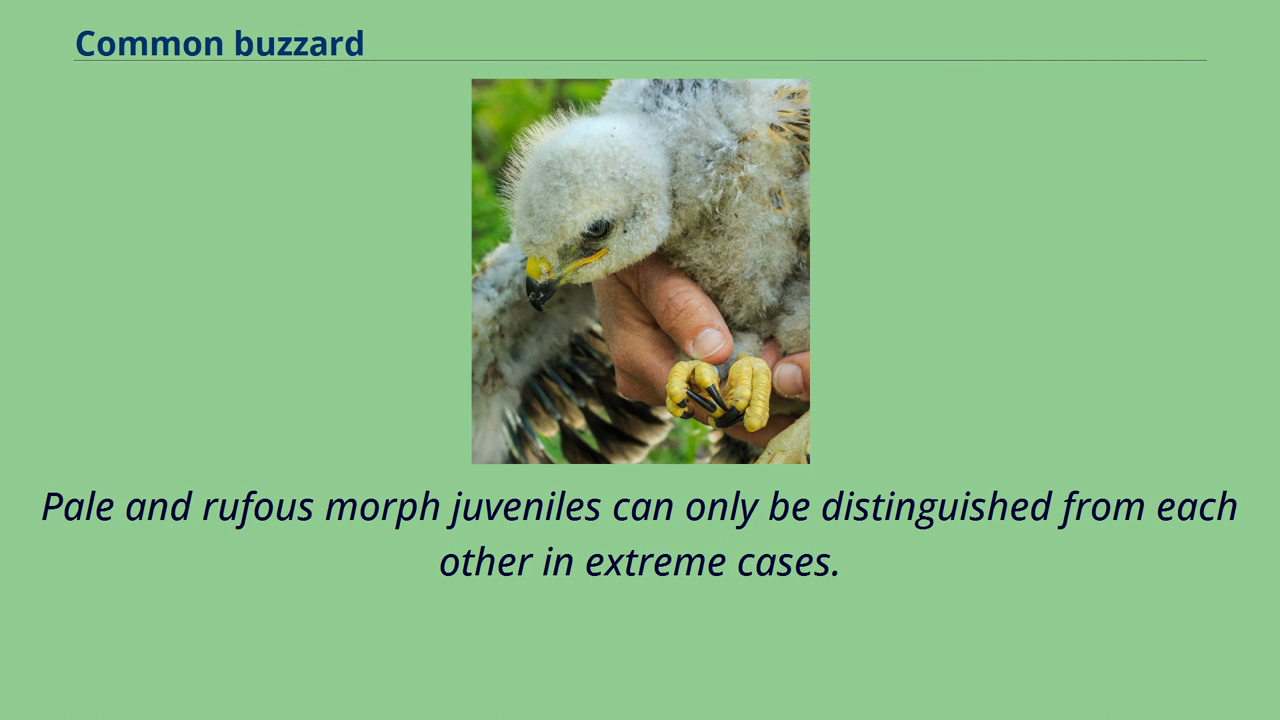 Common buzzard
Pale and rufous morph juveniles can only be distinguished from each
other in extreme cases.